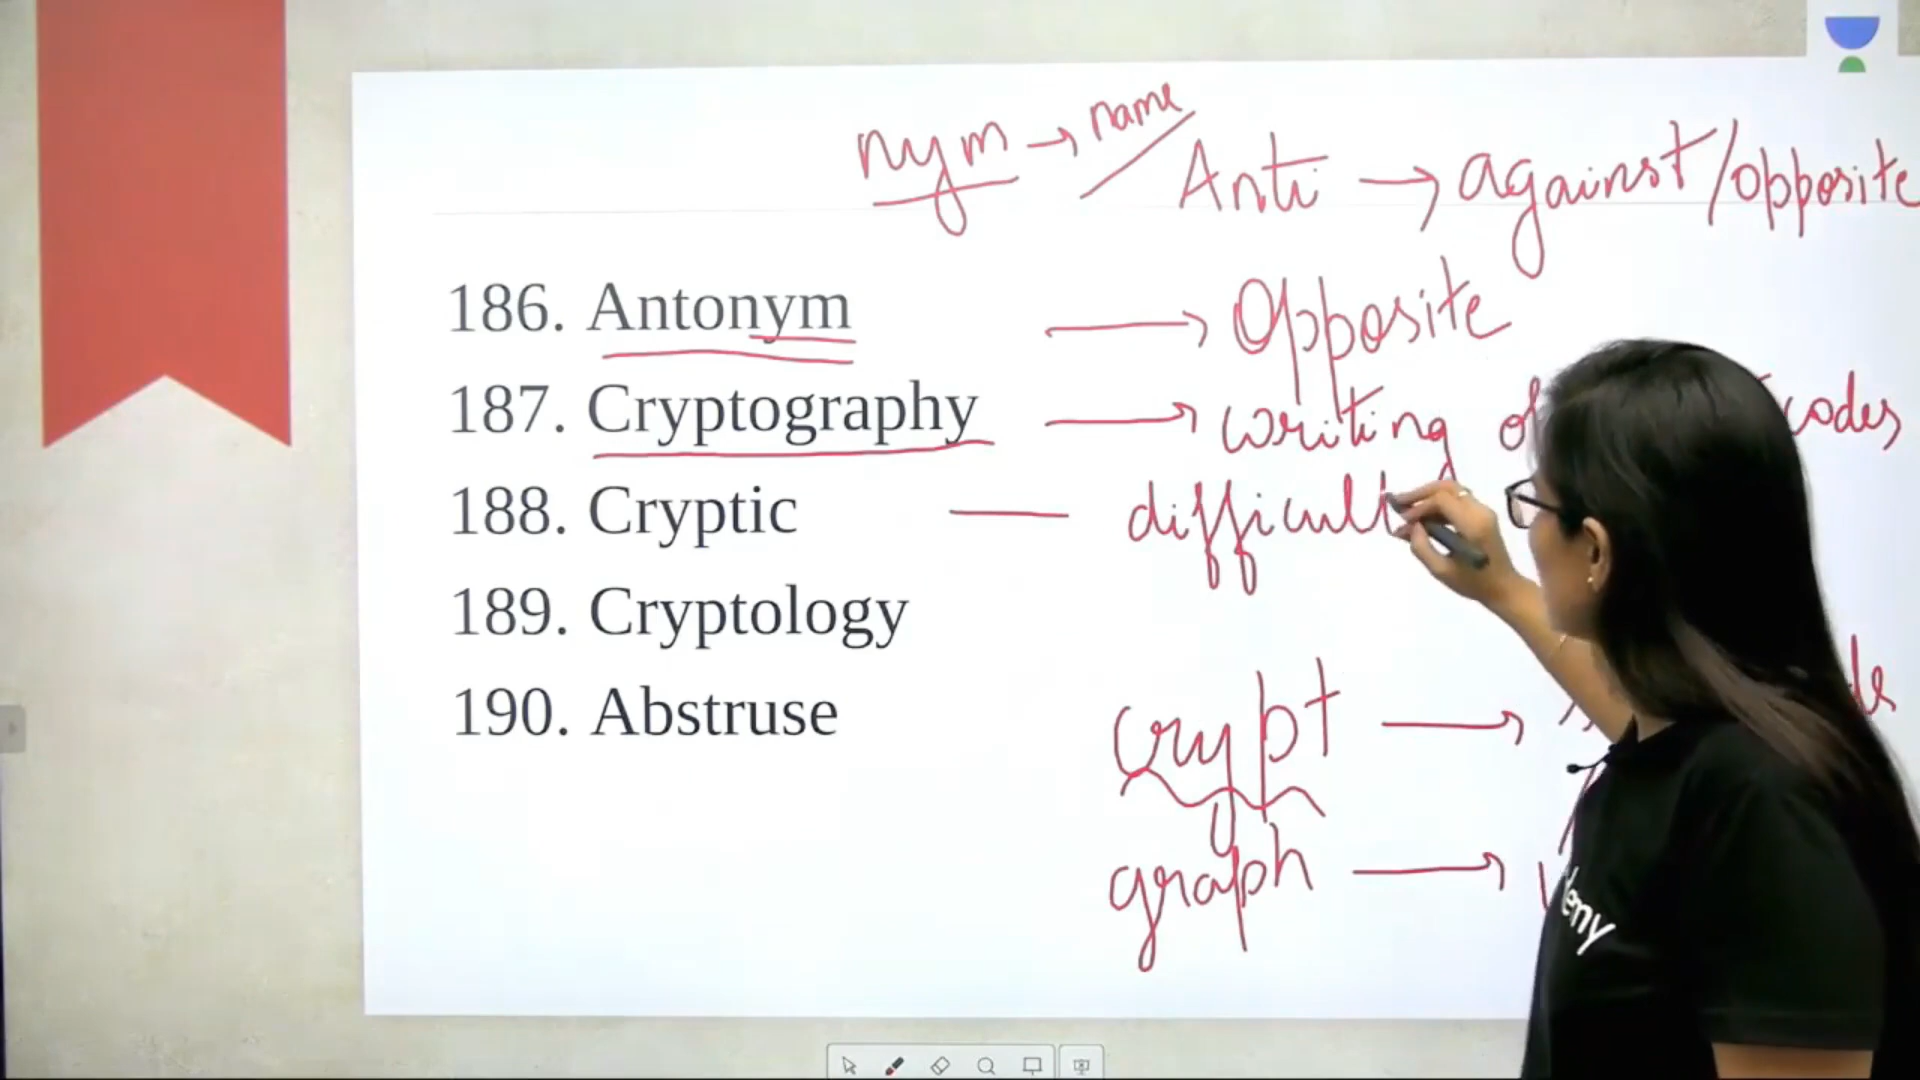 nym → name
Anti → against/opposite
186. Antonym → Opposite
187. Cryptography → writing of codes
188. Cryptic — difficult
189. Cryptology
190. Abstruse
crypt →
graph →
demy